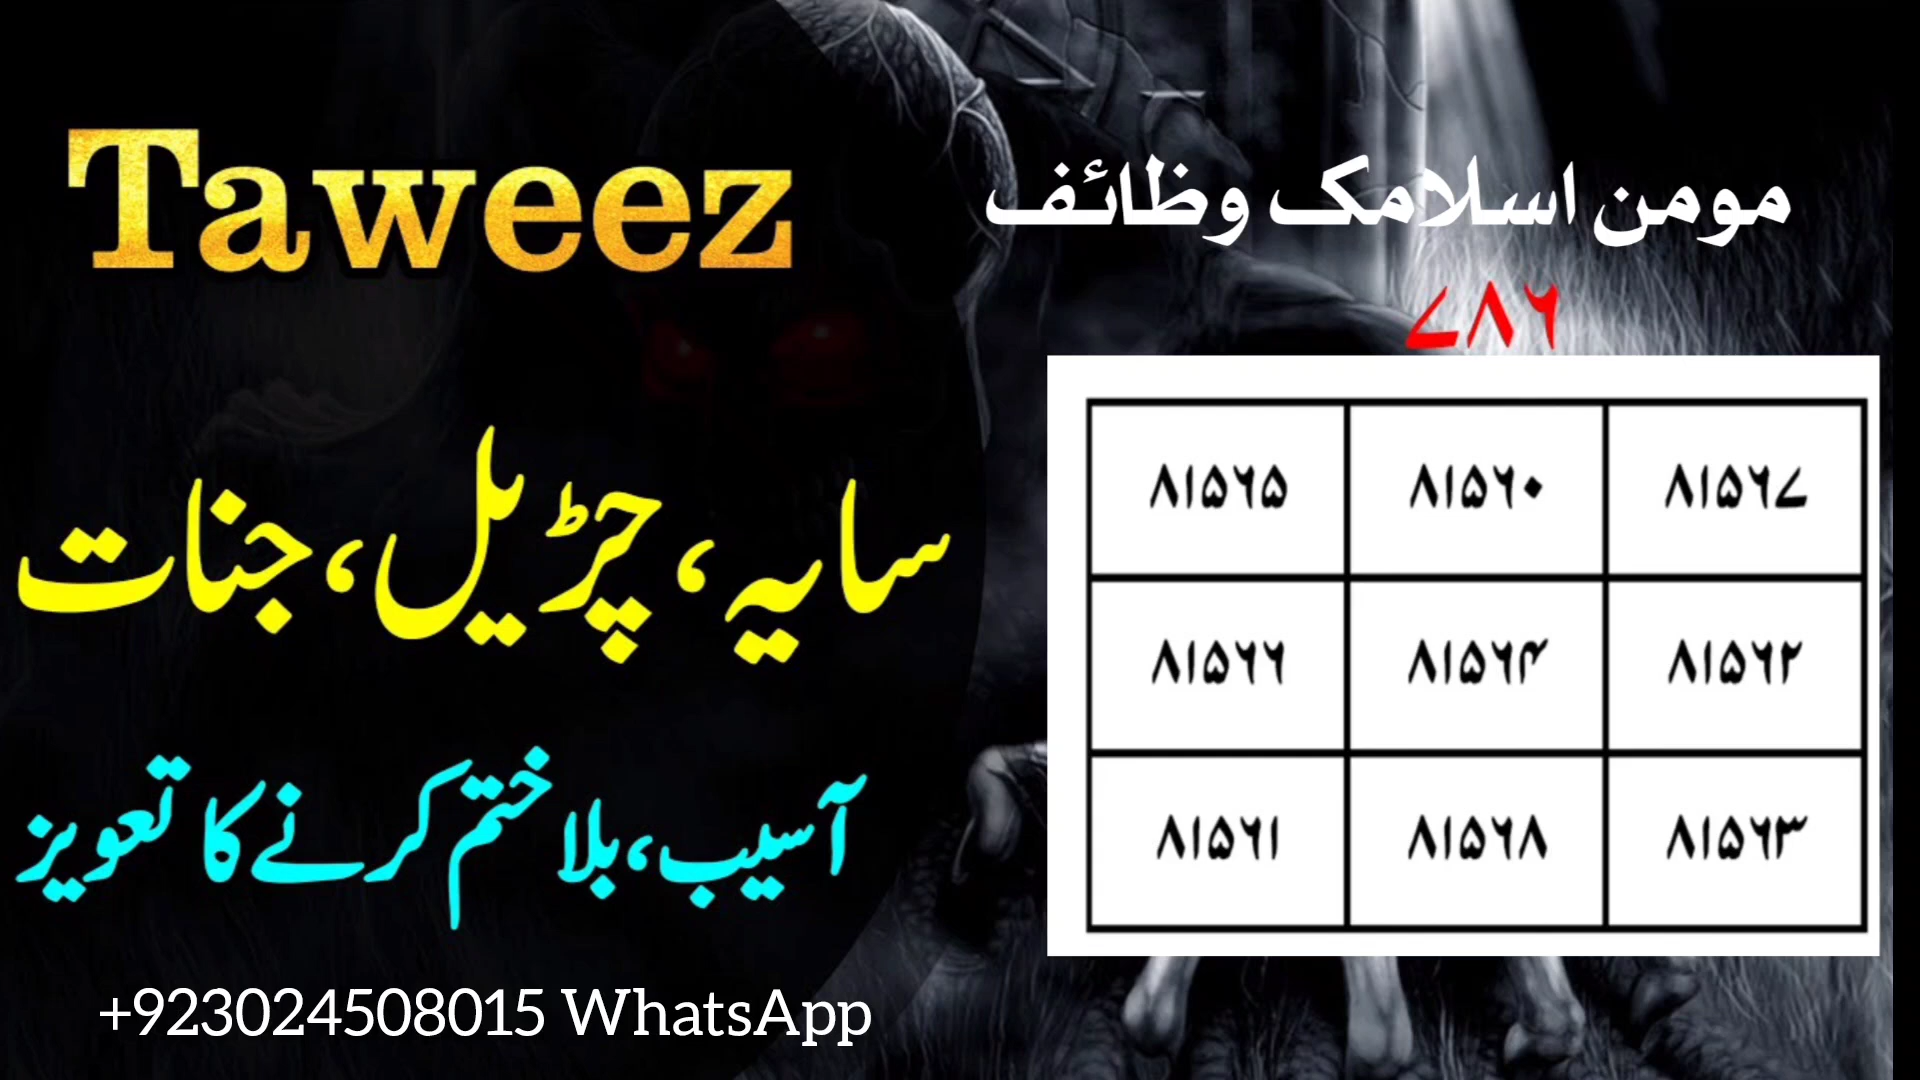 Taweez
مومن اسلامک وظائف
۷۸۶
سایہ، چڑیل، جنات
آسیب، بلا ختم کرنے کا تعویز
۸۱۵۶۵ ۸۱۵۶۰ ۸۱۵۶۷
۸۱۵۶۶ ۸۱۵۶۴ ۸۱۵۶۲
۸۱۵۶۱ ۸۱۵۶۸ ۸۱۵۶۳
+923024508015 WhatsApp